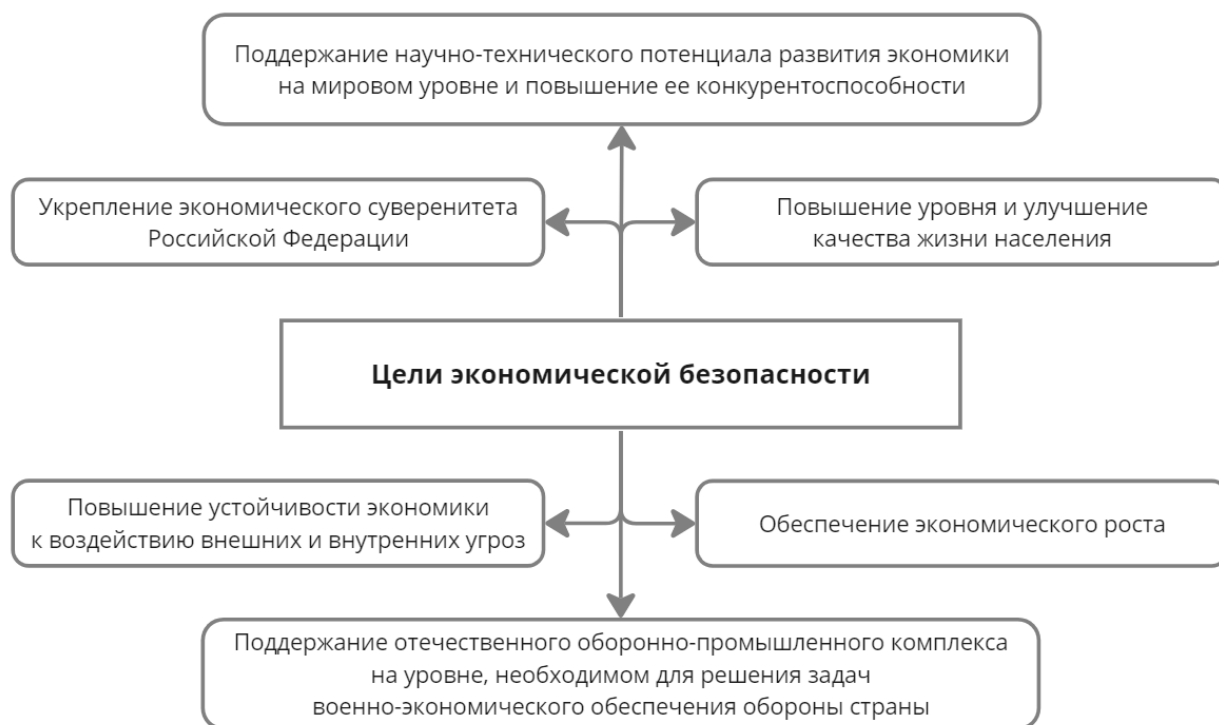 Поддержание научно-технического потенциала развития экономики
на мировом уровне и повышение ее конкурентоспособности
Укрепление экономического суверенитета
Российской Федерации
Повышение уровня и улучшение
качества жизни населения
Цели экономической безопасности
Повышение устойчивости экономики
к воздействию внешних и внутренних угроз
Обеспечение экономического роста
Поддержание отечественного оборонно-промышленного комплекса
на уровне, необходимом для решения задач
военно-экономического обеспечения обороны страны